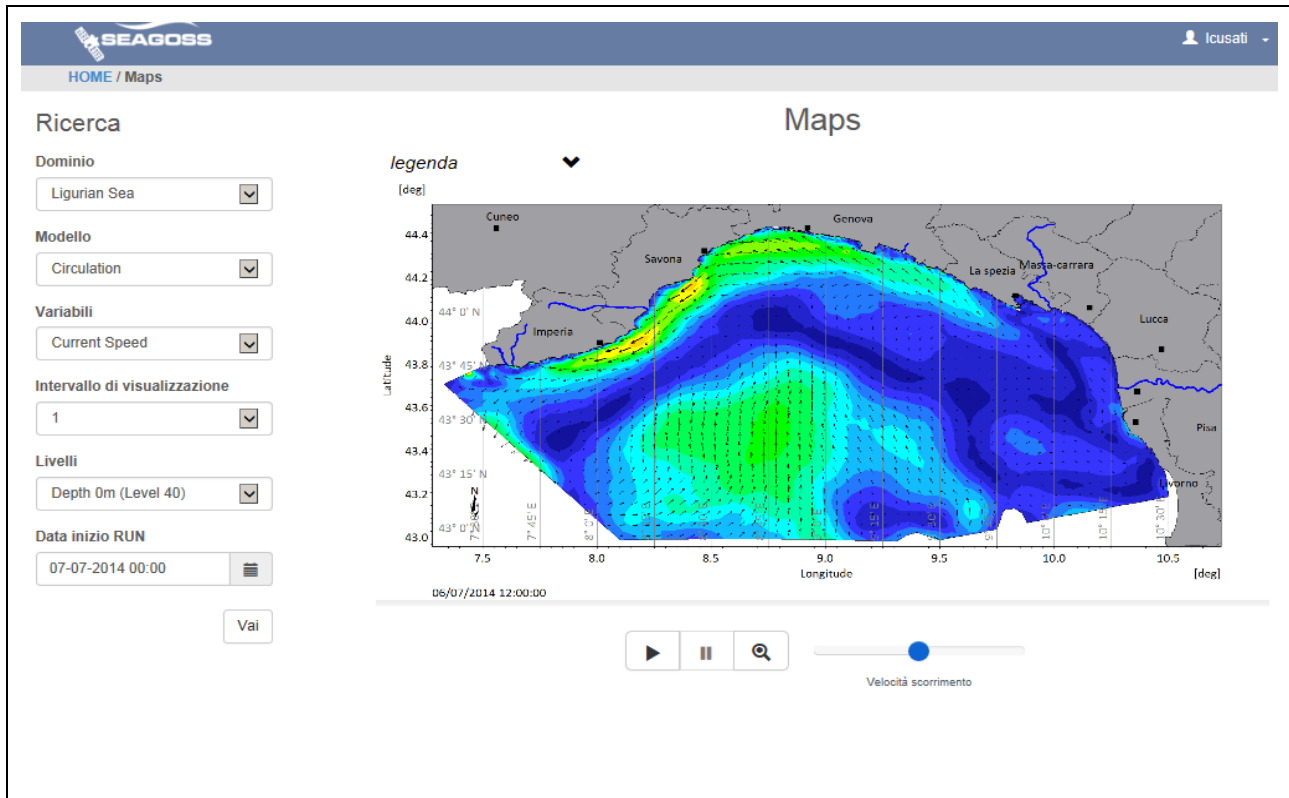 SEAGOSS
lcusati
HOME / Maps
Ricerca
Dominio
Ligurian Sea
Modello
Circulation
Variabili
Current Speed
Intervallo di visualizzazione
1
Livelli
Depth 0m (Level 40)
Data inizio RUN
07-07-2014 00:00
Vai
Maps
legenda
[deg]
Cuneo
Genova
44.4
Savona
44.2
La spezia
Massa-carrara
44° 0' N
44.0
Imperia
Lucca
43.8
43° 45' N
Latitude
43.6
43° 30' N
Pisa
43.4
43° 15' N
43.2
N
Livorno
43.0
7° 45' E
10° 15' E
10° 30' E
7.5
8.0
8.5
9.0
9.5
10.0
10.5
Longitude
[deg]
06/07/2014 12:00:00
Velocità scorrimento